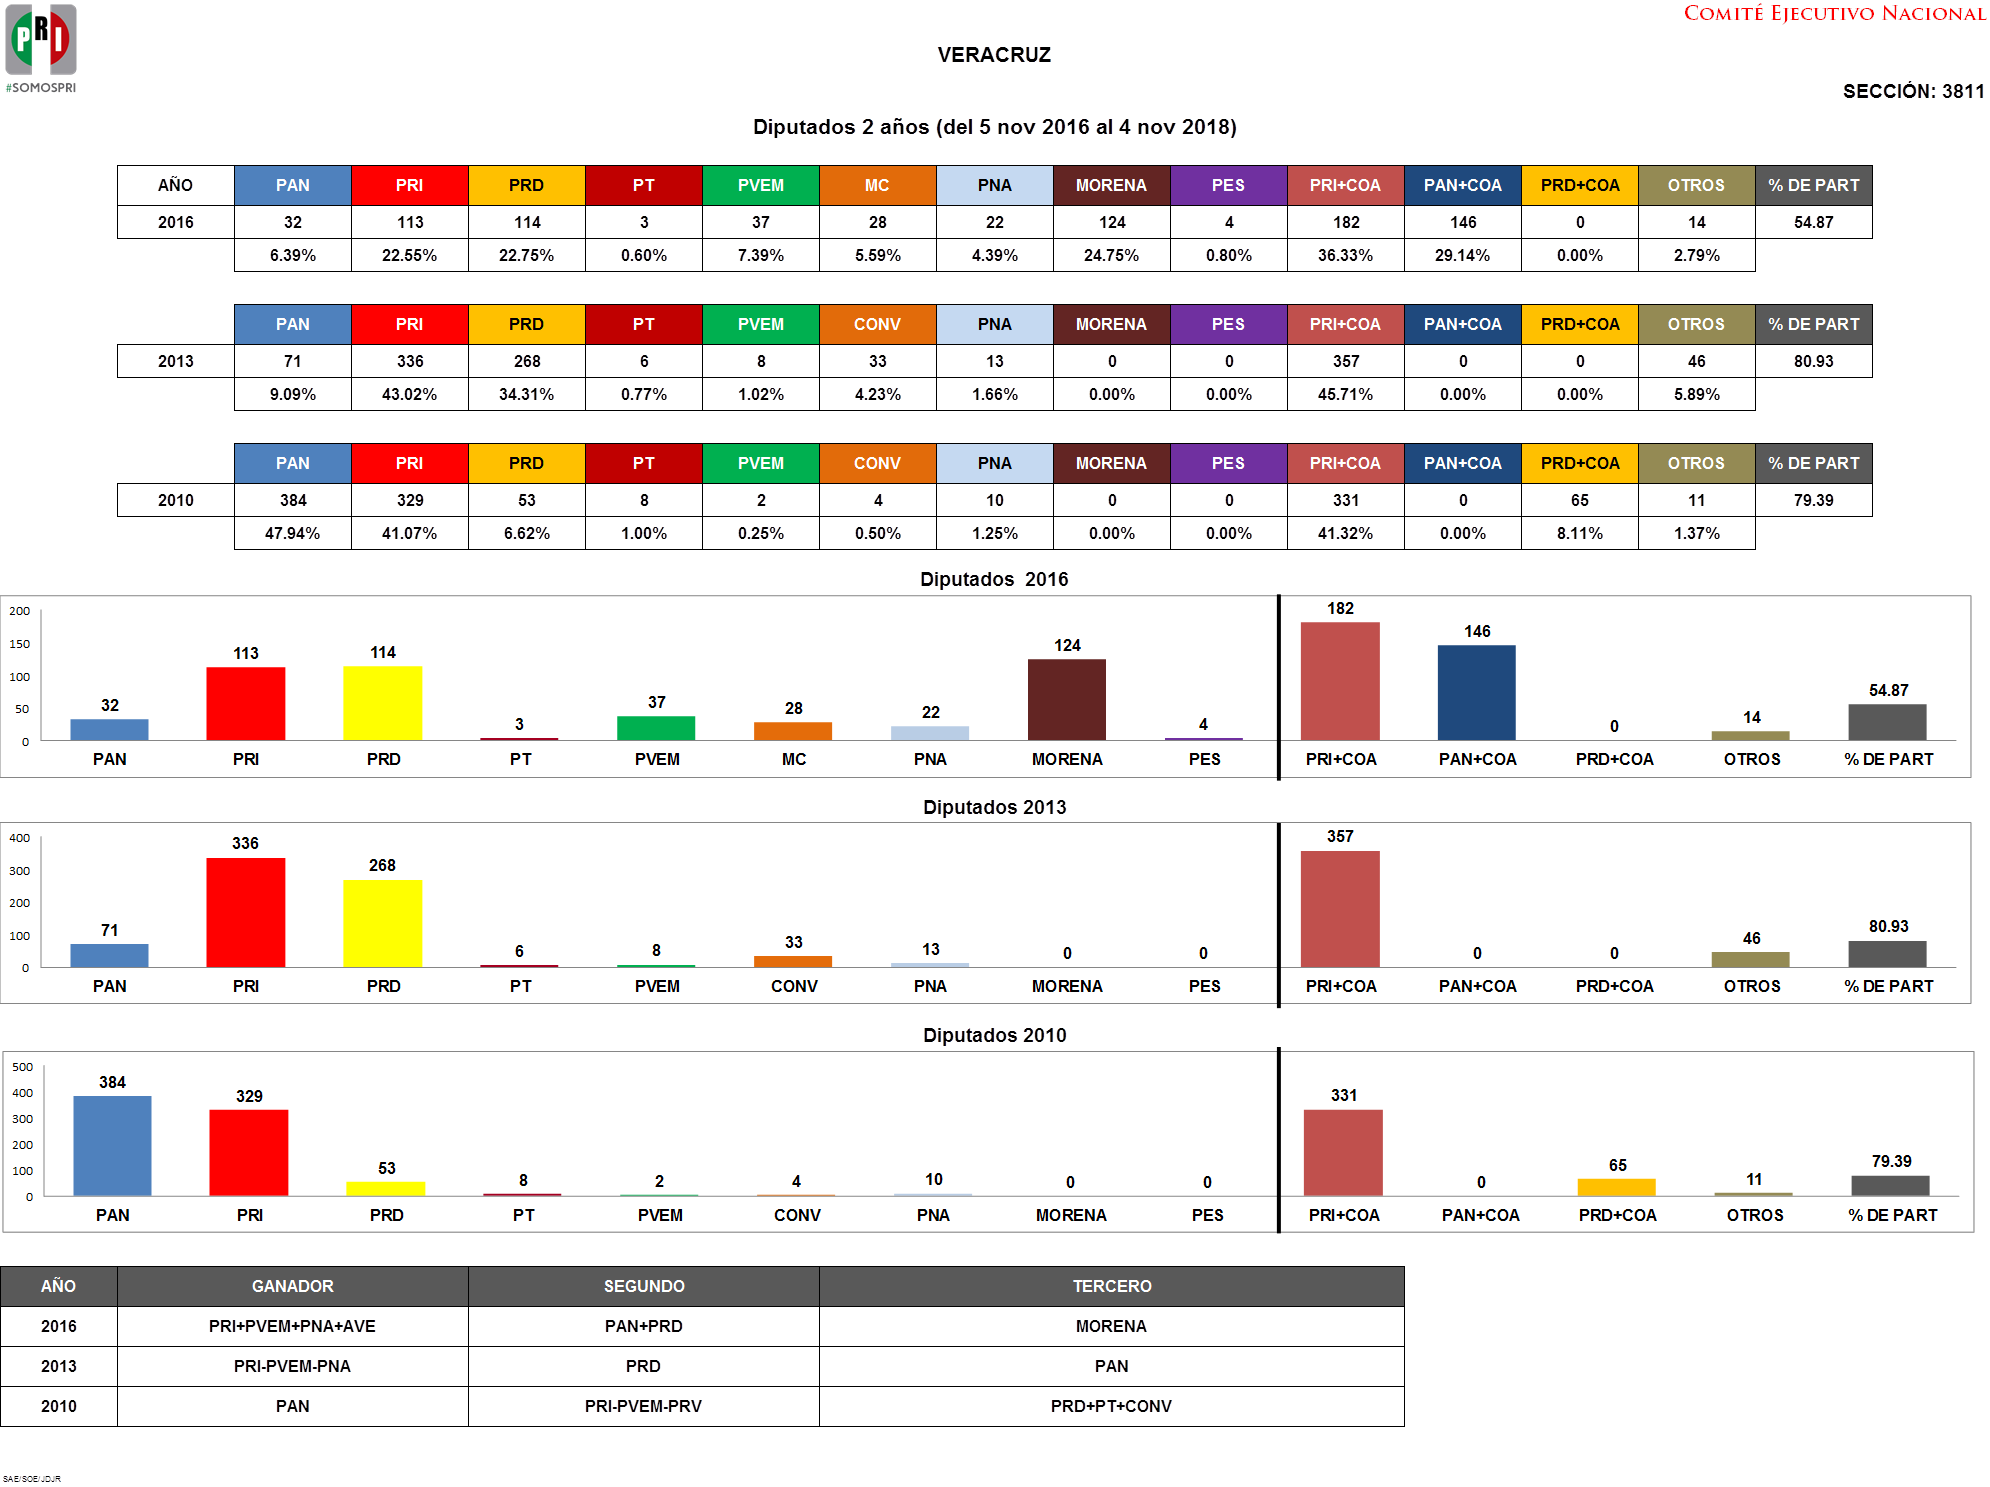 PRI
#SOMOSPRI
COMITÉ EJECUTIVO NACIONAL
VERACRUZ
SECCIÓN: 3811
Diputados 2 años (del 5 nov 2016 al 4 nov 2018)
AÑO PAN PRI PRD PT PVEM MC PNA MORENA PES PRI+COA PAN+COA PRD+COA OTROS % DE PART
2016 32 113 114 3 37 28 22 124 4 182 146 0 14 54.87
6.39% 22.55% 22.75% 0.60% 7.39% 5.59% 4.39% 24.75% 0.80% 36.33% 29.14% 0.00% 2.79%
PAN PRI PRD PT PVEM CONV PNA MORENA PES PRI+COA PAN+COA PRD+COA OTROS % DE PART
2013 71 336 268 6 8 33 13 0 0 357 0 0 46 80.93
9.09% 43.02% 34.31% 0.77% 1.02% 4.23% 1.66% 0.00% 0.00% 45.71% 0.00% 0.00% 5.89%
PAN PRI PRD PT PVEM CONV PNA MORENA PES PRI+COA PAN+COA PRD+COA OTROS % DE PART
2010 384 329 53 8 2 4 10 0 0 331 0 65 11 79.39
47.94% 41.07% 6.62% 1.00% 0.25% 0.50% 1.25% 0.00% 0.00% 41.32% 0.00% 8.11% 1.37%
Diputados 2016
200
150
100
50
0
32 113 114 3 37 28 22 124 4 182 146 0 14 54.87
PAN PRI PRD PT PVEM MC PNA MORENA PES PRI+COA PAN+COA PRD+COA OTROS % DE PART
Diputados 2013
400
300
200
100
0
71 336 268 6 8 33 13 0 0 357 0 0 46 80.93
PAN PRI PRD PT PVEM CONV PNA MORENA PES PRI+COA PAN+COA PRD+COA OTROS % DE PART
Diputados 2010
500
400
300
200
100
0
384 329 53 8 2 4 10 0 0 331 0 65 11 79.39
PAN PRI PRD PT PVEM CONV PNA MORENA PES PRI+COA PAN+COA PRD+COA OTROS % DE PART
AÑO GANADOR SEGUNDO TERCERO
2016 PRI+PVEM+PNA+AVE PAN+PRD MORENA
2013 PRI-PVEM-PNA PRD PAN
2010 PAN PRI-PVEM-PRV PRD+PT+CONV
SAE/SOE/JDJR